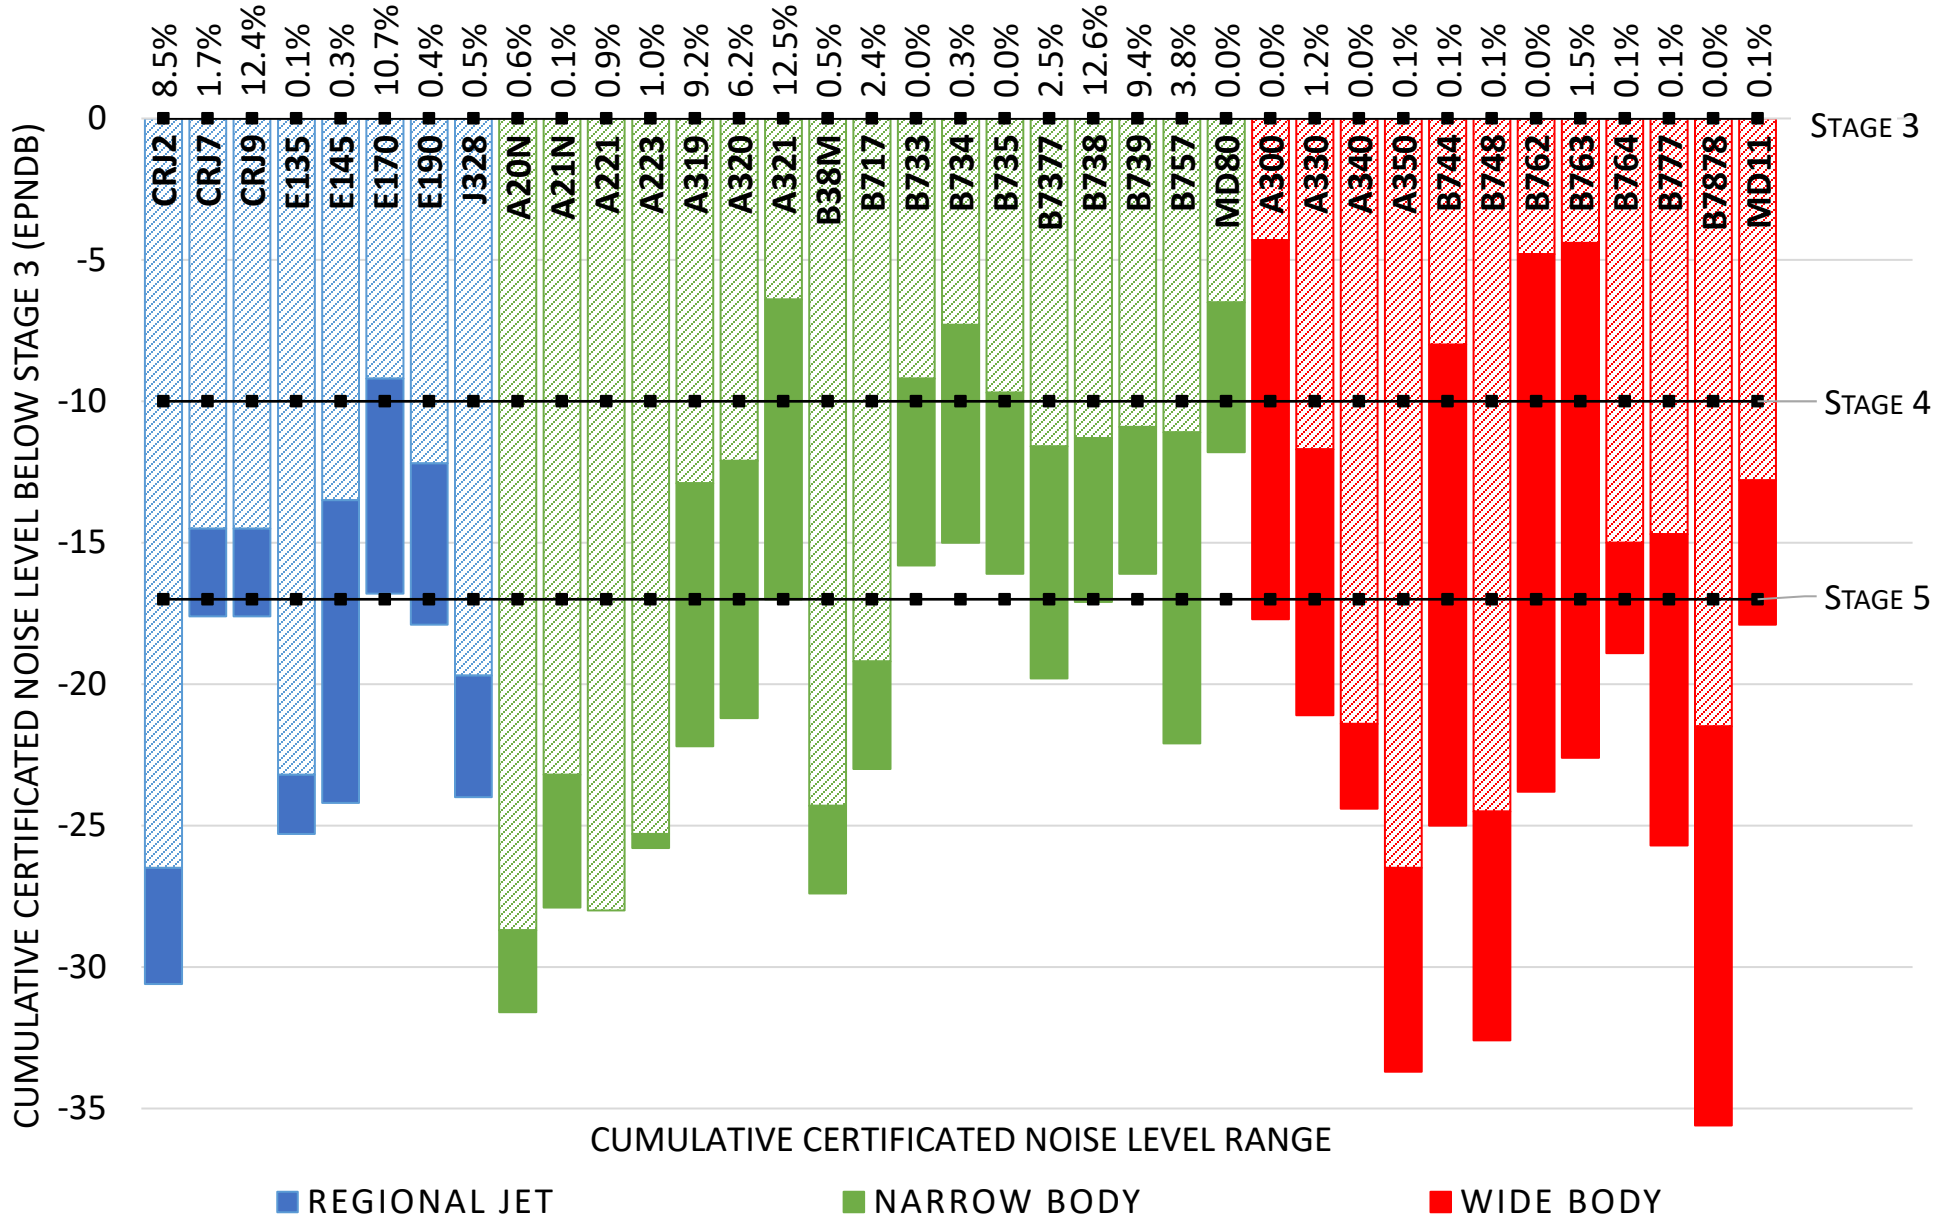 8.5%
1.7%
12.4%
0.1%
0.3%
10.7%
0.4%
0.5%
0.6%
0.1%
0.9%
1.0%
9.2%
6.2%
12.5%
0.5%
2.4%
0.0%
0.3%
0.0%
2.5%
12.6%
9.4%
3.8%
0.0%
0.0%
1.2%
0.0%
0.1%
0.1%
0.1%
0.0%
1.5%
0.1%
0.1%
0.0%
0.1%
CUMULATIVE CERTIFICATED NOISE LEVEL BELOW STAGE 3 (EPNDB)
0
-5
-10
-15
-20
-25
-30
-35
CRJ2
CRJ7
CRJ9
E135
E145
E170
E190
J328
A20N
A21N
A221
A223
A319
A320
A321
B38M
B717
B733
B734
B735
B7377
B738
B739
B757
MD80
A300
A330
A340
A350
B744
B748
B762
B763
B764
B777
B7878
MD11
STAGE 3
STAGE 4
STAGE 5
CUMULATIVE CERTIFICATED NOISE LEVEL RANGE
REGIONAL JET
NARROW BODY
WIDE BODY